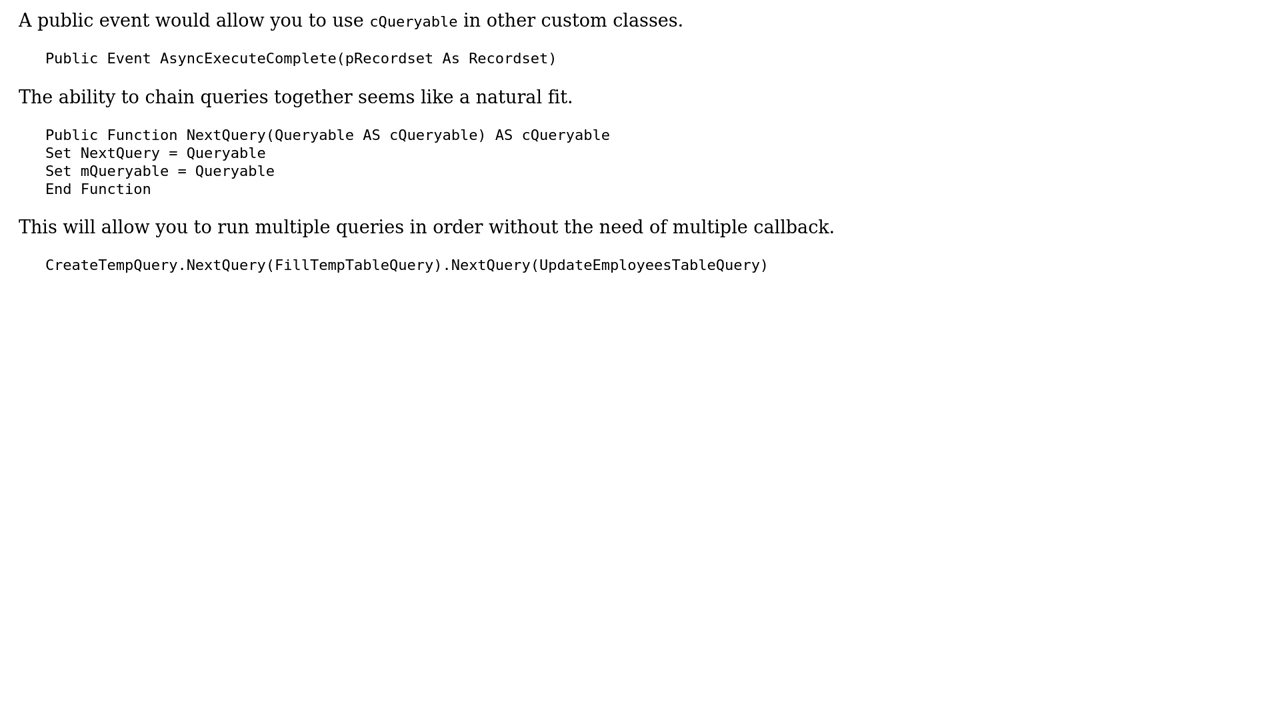 A public event would allow you to use cQueryable in other custom classes.
Public Event AsyncExecuteComplete(pRecordset As Recordset)
The ability to chain queries together seems like a natural fit.
Public Function NextQuery(Queryable AS cQueryable) AS cQueryable
Set NextQuery = Queryable
Set mQueryable = Queryable
End Function
This will allow you to run multiple queries in order without the need of multiple callback.
CreateTempQuery.NextQuery(FillTempTableQuery).NextQuery(UpdateEmployeesTableQuery)